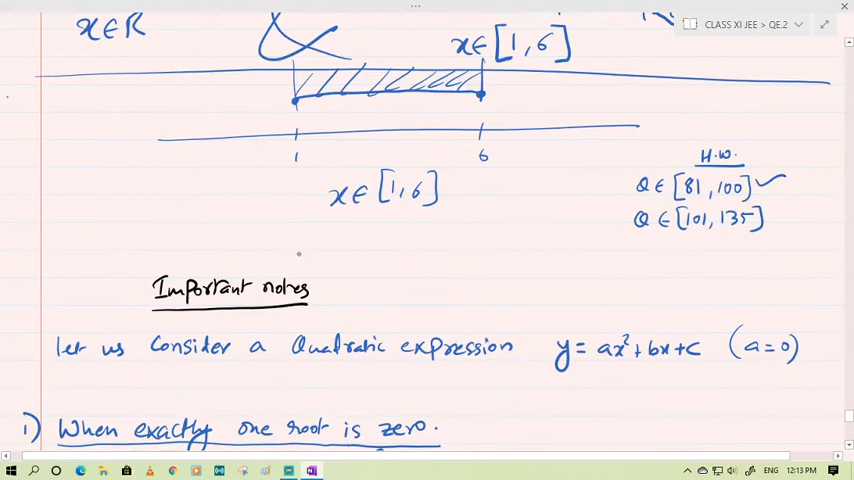 CLASS XI JEE > QE.2
x∈R
x∈[1,6]
1 6
x∈[1,6]
H.W.
Q∈[81,100]✓
Q∈[101,135]
Important notes
let us Consider a Quadratic expression y = ax²+bx+c (a=0)
1) When exactly one root is zero.
ENG 12:13 PM